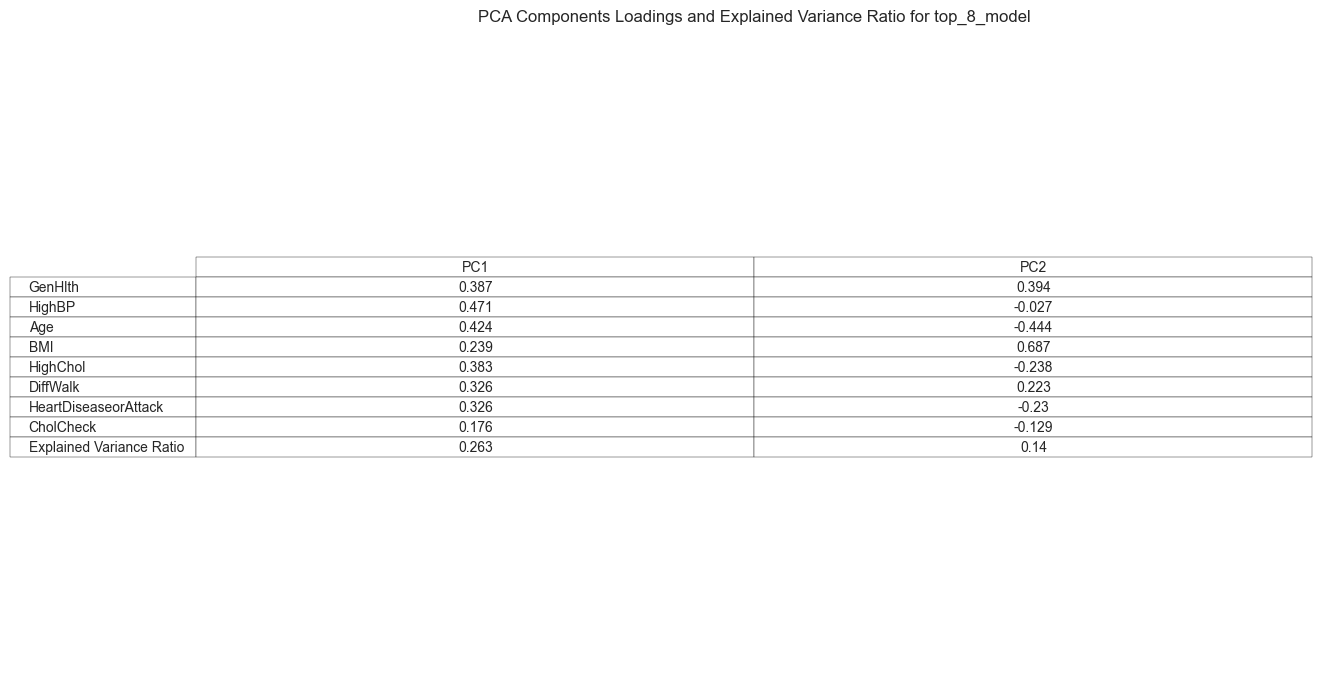 PCA Components Loadings and Explained Variance Ratio for top_8_model
PC1 PC2
GenHlth 0.387 0.394
HighBP 0.471 -0.027
Age 0.424 -0.444
BMI 0.239 0.687
HighChol 0.383 -0.238
DiffWalk 0.326 0.223
HeartDiseaseorAttack 0.326 -0.23
CholCheck 0.176 -0.129
Explained Variance Ratio 0.263 0.14